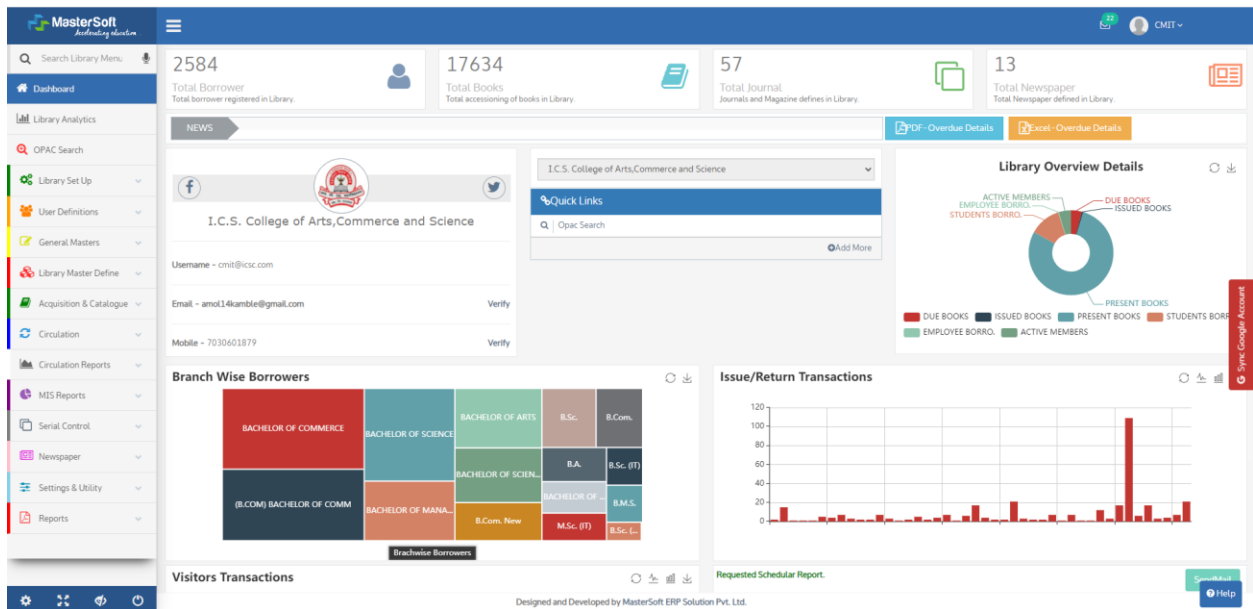 MasterSoft
Accelerating education
22
CMIT
Search Library Menu
Dashboard
Library Analytics
OPAC Search
Library Set Up
User Definitions
General Masters
Library Master Define
Acquisition & Catalogue
Circulation
Circulation Reports
MIS Reports
Serial Control
Newspaper
Settings & Utility
Reports
2584
Total Borrower
Total borrower registered in Library.
17634
Total Books
Total accessioning of books in Library.
57
Total Journal
Journals and Magazine defines in Library.
13
Total Newspaper
Total Newspaper defined in Library.
NEWS
PDF-Overdue Details
Excel-Overdue Details
I.C.S. College of Arts,Commerce and Science
Username - cmit@icsc.com
Email - amol14kamble@gmail.com Verify
Mobile - 7030601879 Verify
I.C.S. College of Arts,Commerce and Science
Quick Links
Opac Search
Add More
Library Overview Details
ACTIVE MEMBERS
EMPLOYEE BORRO.
STUDENTS BORRO.
DUE BOOKS
ISSUED BOOKS
PRESENT BOOKS
DUE BOOKS ISSUED BOOKS PRESENT BOOKS STUDENTS BORR
EMPLOYEE BORRO. ACTIVE MEMBERS
Sync Google Account
Branch Wise Borrowers
BACHELOR OF COMMERCE
(B.COM) BACHELOR OF COMM
BACHELOR OF SCIENCE
BACHELOR OF MANA...
BACHELOR OF ARTS
BACHELOR OF SCIEN...
B.Com. New
B.Sc.
B.Com.
B.A.
BACHELOR OF ...
M.Sc. (IT)
B.Sc. (IT)
B.M.S.
B.Sc. (...
Brachwise Borrowers
Issue/Return Transactions
120
100
80
60
40
20
0
Visitors Transactions
Requested Schedular Report.
SendMail
Help
Designed and Developed by MasterSoft ERP Solution Pvt. Ltd.